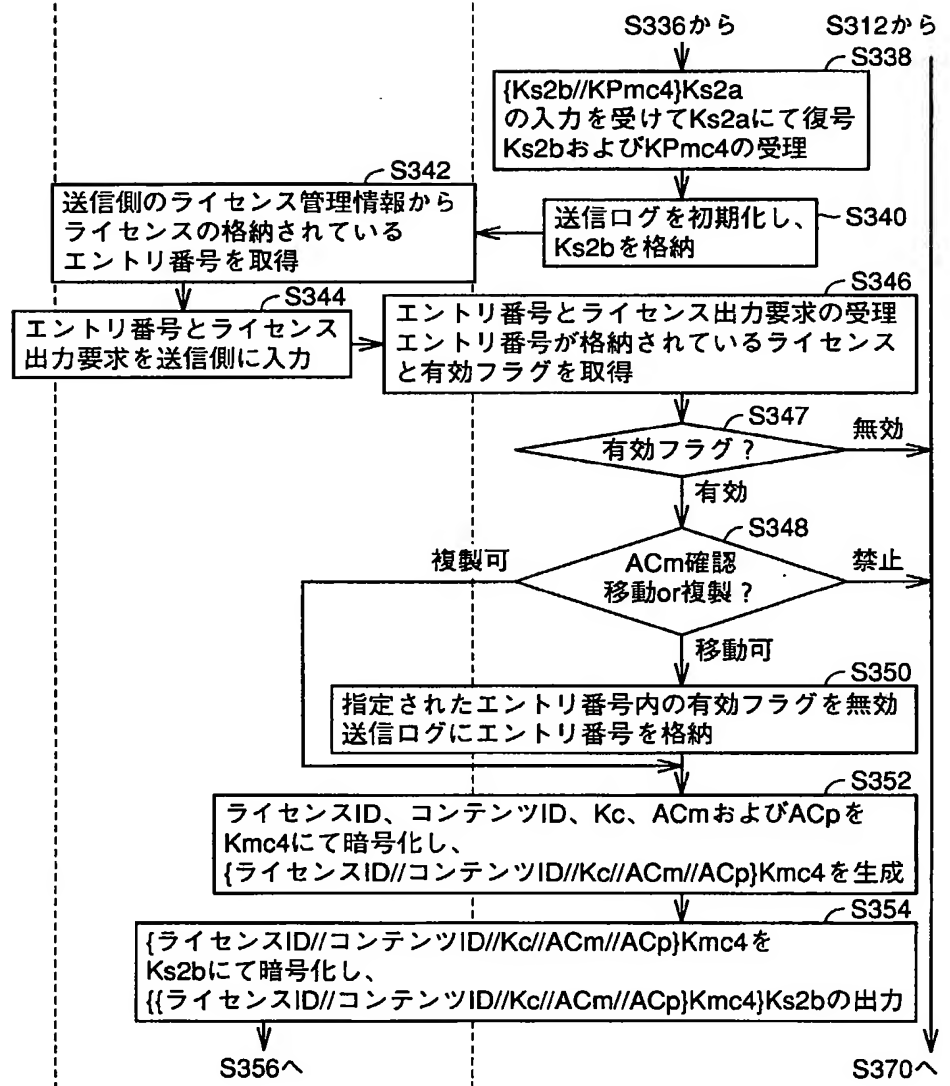 S336から
S312から
S338
{Ks2b//KPmc4}Ks2a
の入力を受けてKs2aにて復号
Ks2bおよびKPmc4の受理
S342
送信側のライセンス管理情報から
ライセンスの格納されている
エントリ番号を取得
S340
送信ログを初期化し、
Ks2bを格納
S344
エントリ番号とライセンス
出力要求を送信側に入力
S346
エントリ番号とライセンス出力要求の受理
エントリ番号が格納されているライセンス
と有効フラグを取得
S347
有効フラグ?
無効
有効
S348
ACm確認
移動or複製?
複製可
禁止
移動可
S350
指定されたエントリ番号内の有効フラグを無効
送信ログにエントリ番号を格納
S352
ライセンスID、コンテンツID、Kc、ACmおよびACpを
Kmc4にて暗号化し、
{ライセンスID//コンテンツID//Kc//ACm//ACp}Kmc4を生成
S354
{ライセンスID//コンテンツID//Kc//ACm//ACp}Kmc4を
Ks2bにて暗号化し、
{{ライセンスID//コンテンツID//Kc//ACm//ACp}Kmc4}Ks2bの出力
S356へ
S370へ